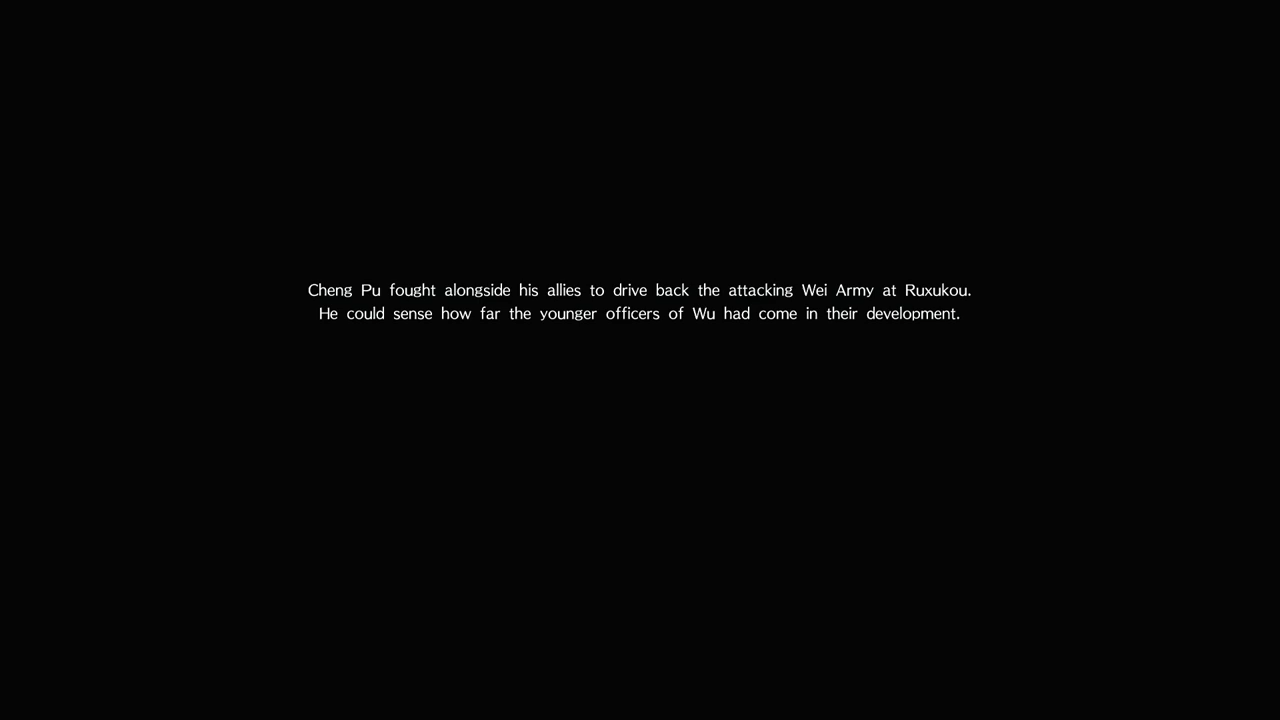 Cheng Pu fought alongside his allies to drive back the attacking Wei Army at Ruxukou.
He could sense how far the younger officers of Wu had come in their development.